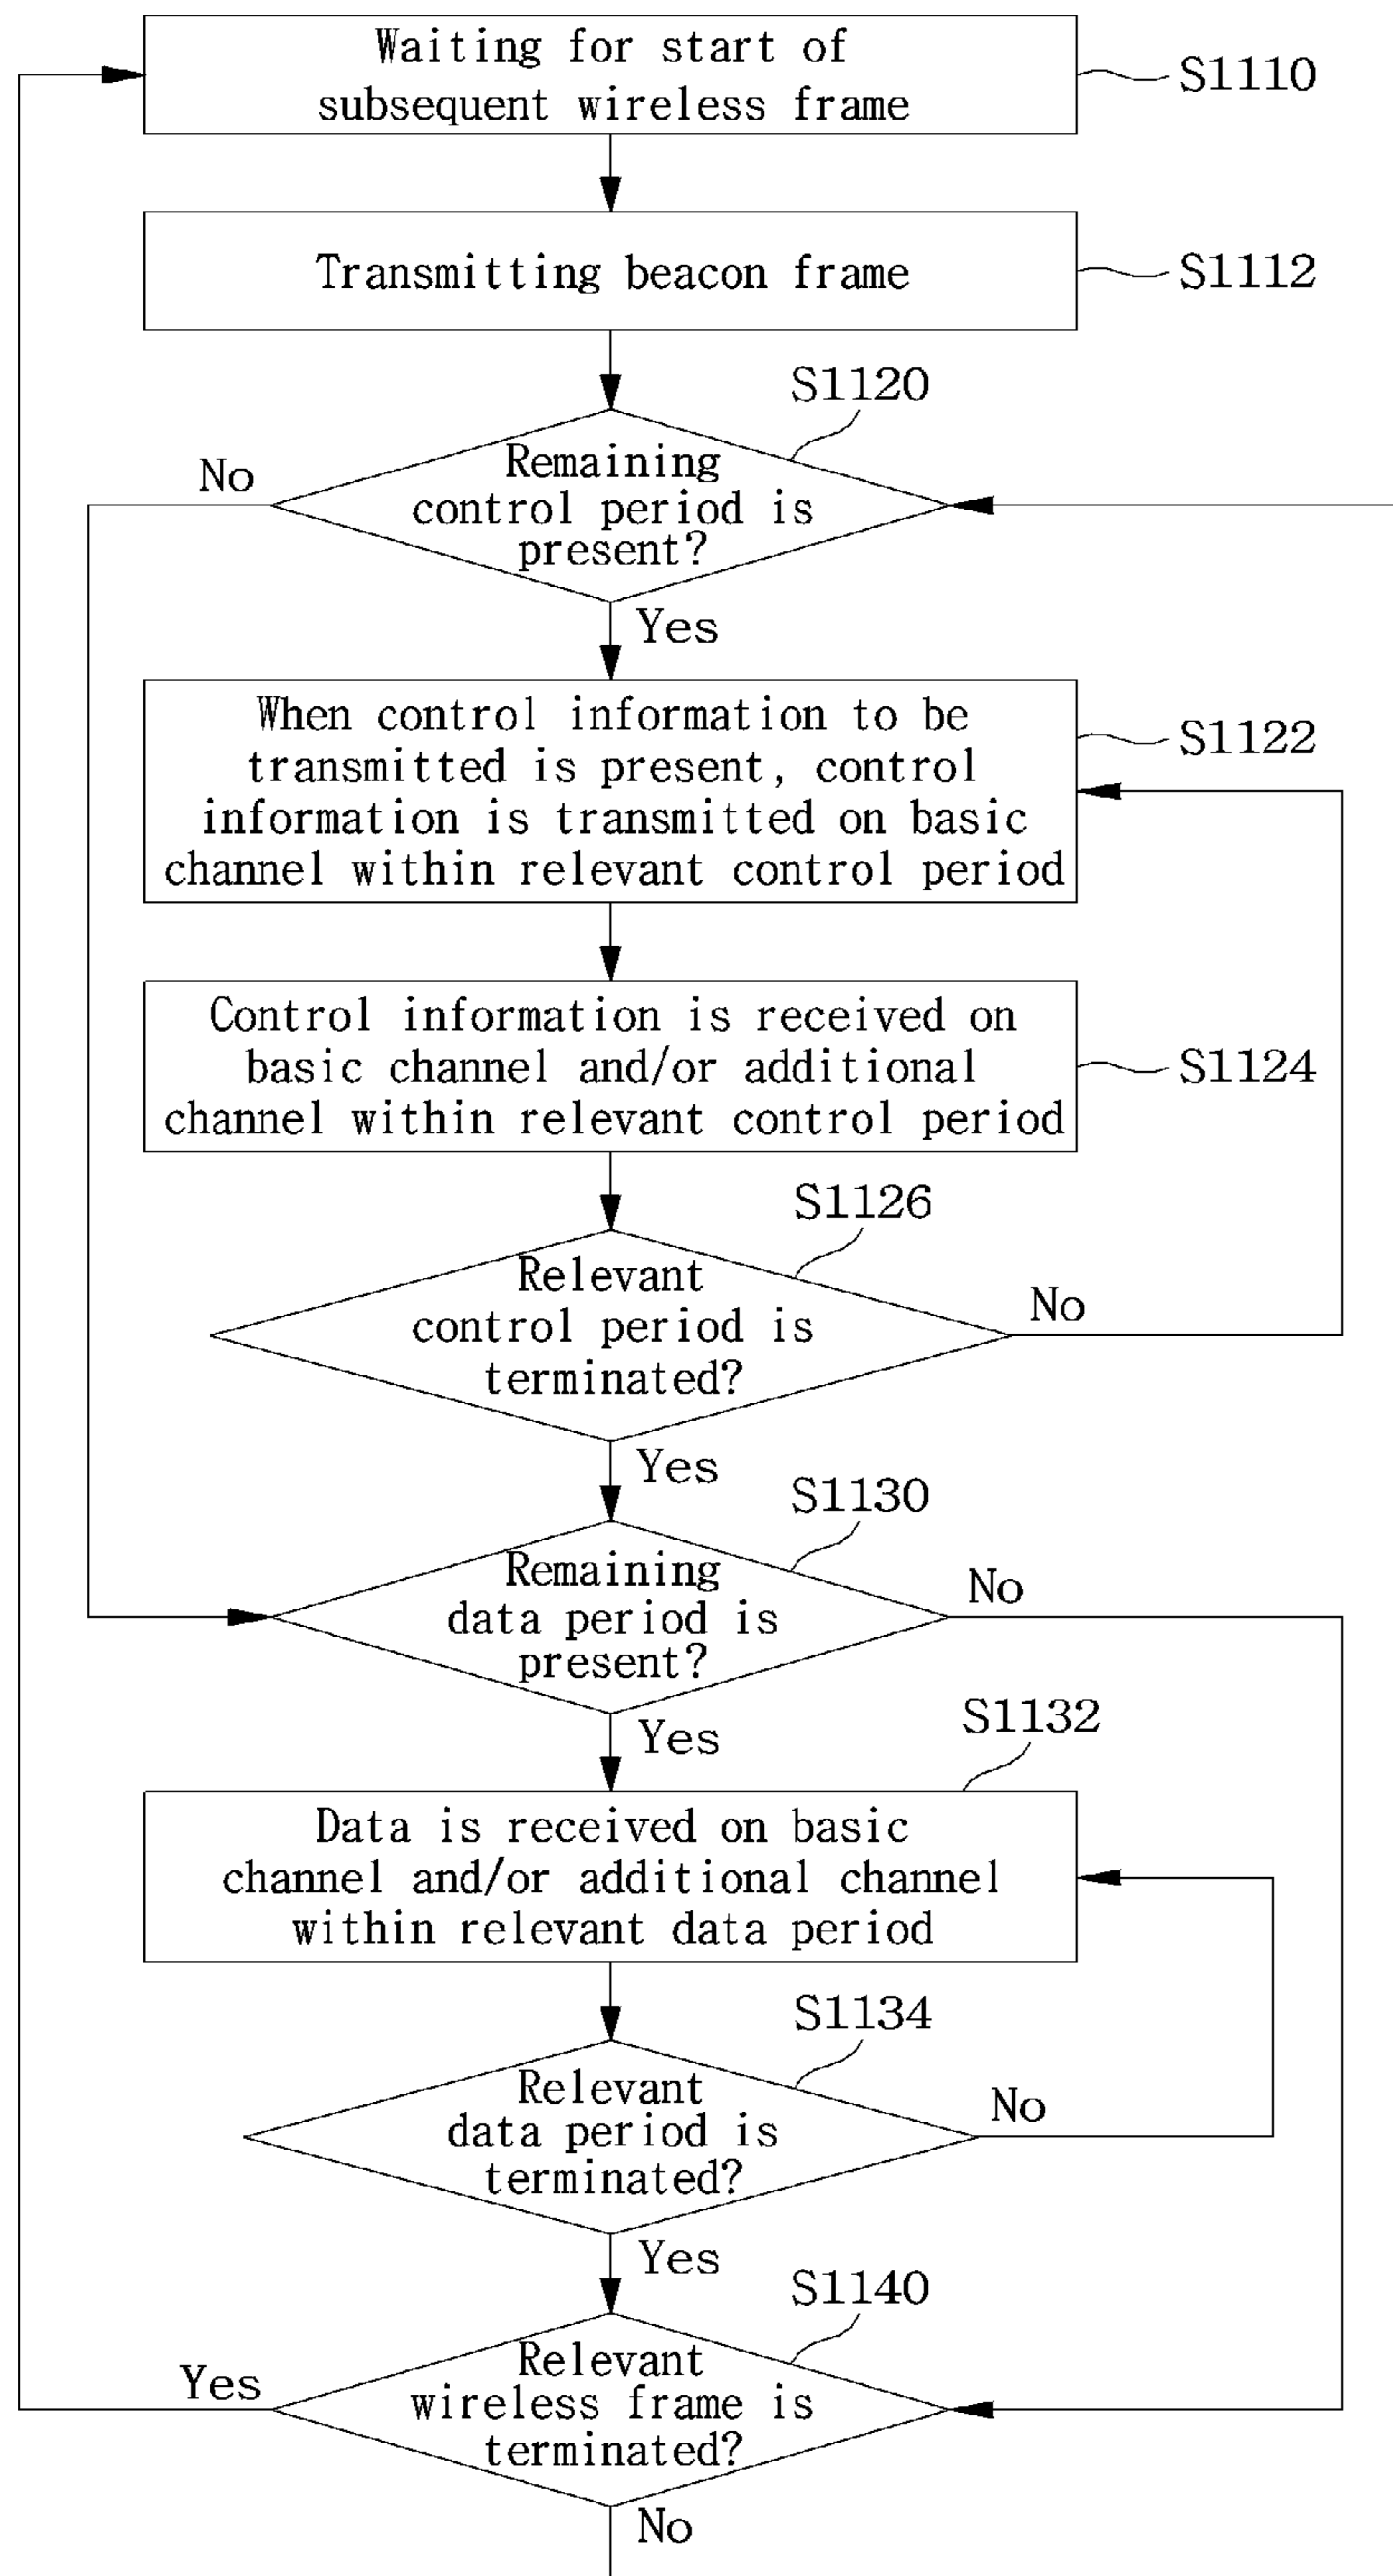 Waiting for start of
subsequent wireless frame
S1110
Transmitting beacon frame
S1112
S1120
Remaining
control period is
present?
No
Yes
When control information to be
transmitted is present, control
information is transmitted on basic
channel within relevant control period
S1122
Control information is received on
basic channel and/or additional
channel within relevant control period
S1124
S1126
Relevant
control period is
terminated?
No
Yes
S1130
Remaining
data period is
present?
No
Yes
S1132
Data is received on basic
channel and/or additional channel
within relevant data period
S1134
Relevant
data period is
terminated?
No
Yes
S1140
Relevant
wireless frame is
terminated?
Yes
No